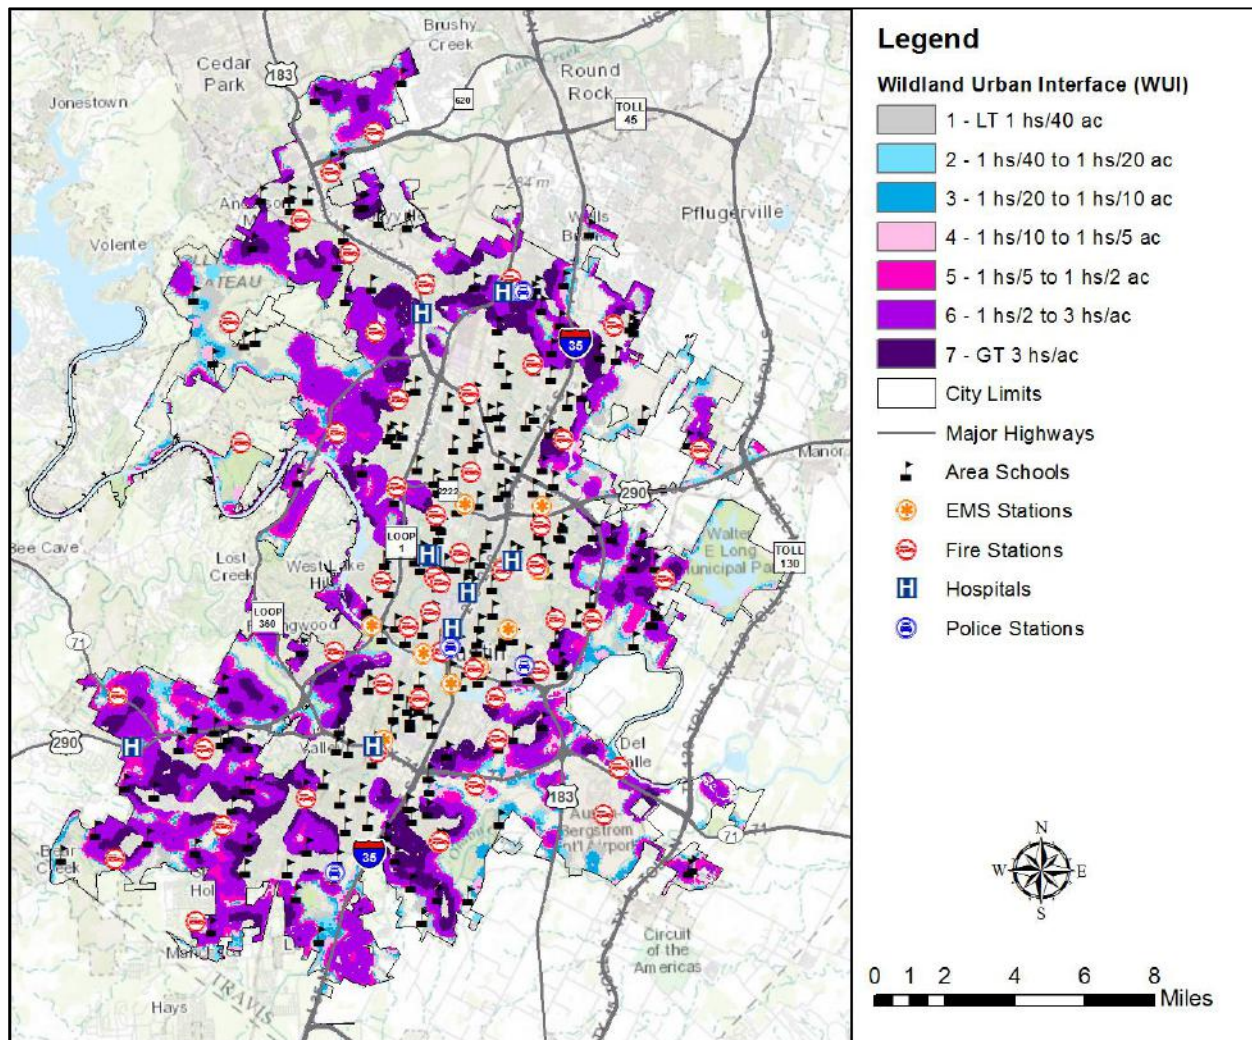 Brushy
Creek
Cedar
Park
183
Round
Rock
Jonestown
620
TOLL
45
Pflugerville
Volente
H
H
35
Manor
290
2222
LOOP
1
Bee Cave
Lost
Creek
H
H
Walter
E Long
TOLL
130
H
LOOP
360
H
71
290
H
H
Del
183
71
35
Bear
Creek
Circuit
of the
Americas
TRAVIS
HAYS
Legend
Wildland Urban Interface (WUI)
1 - LT 1 hs/40 ac
2 - 1 hs/40 to 1 hs/20 ac
3 - 1 hs/20 to 1 hs/10 ac
4 - 1 hs/10 to 1 hs/5 ac
5 - 1 hs/5 to 1 hs/2 ac
6 - 1 hs/2 to 3 hs/ac
7 - GT 3 hs/ac
City Limits
Major Highways
Area Schools
EMS Stations
Fire Stations
H Hospitals
Police Stations
N
W E
S
0 1 2 4 6 8
Miles